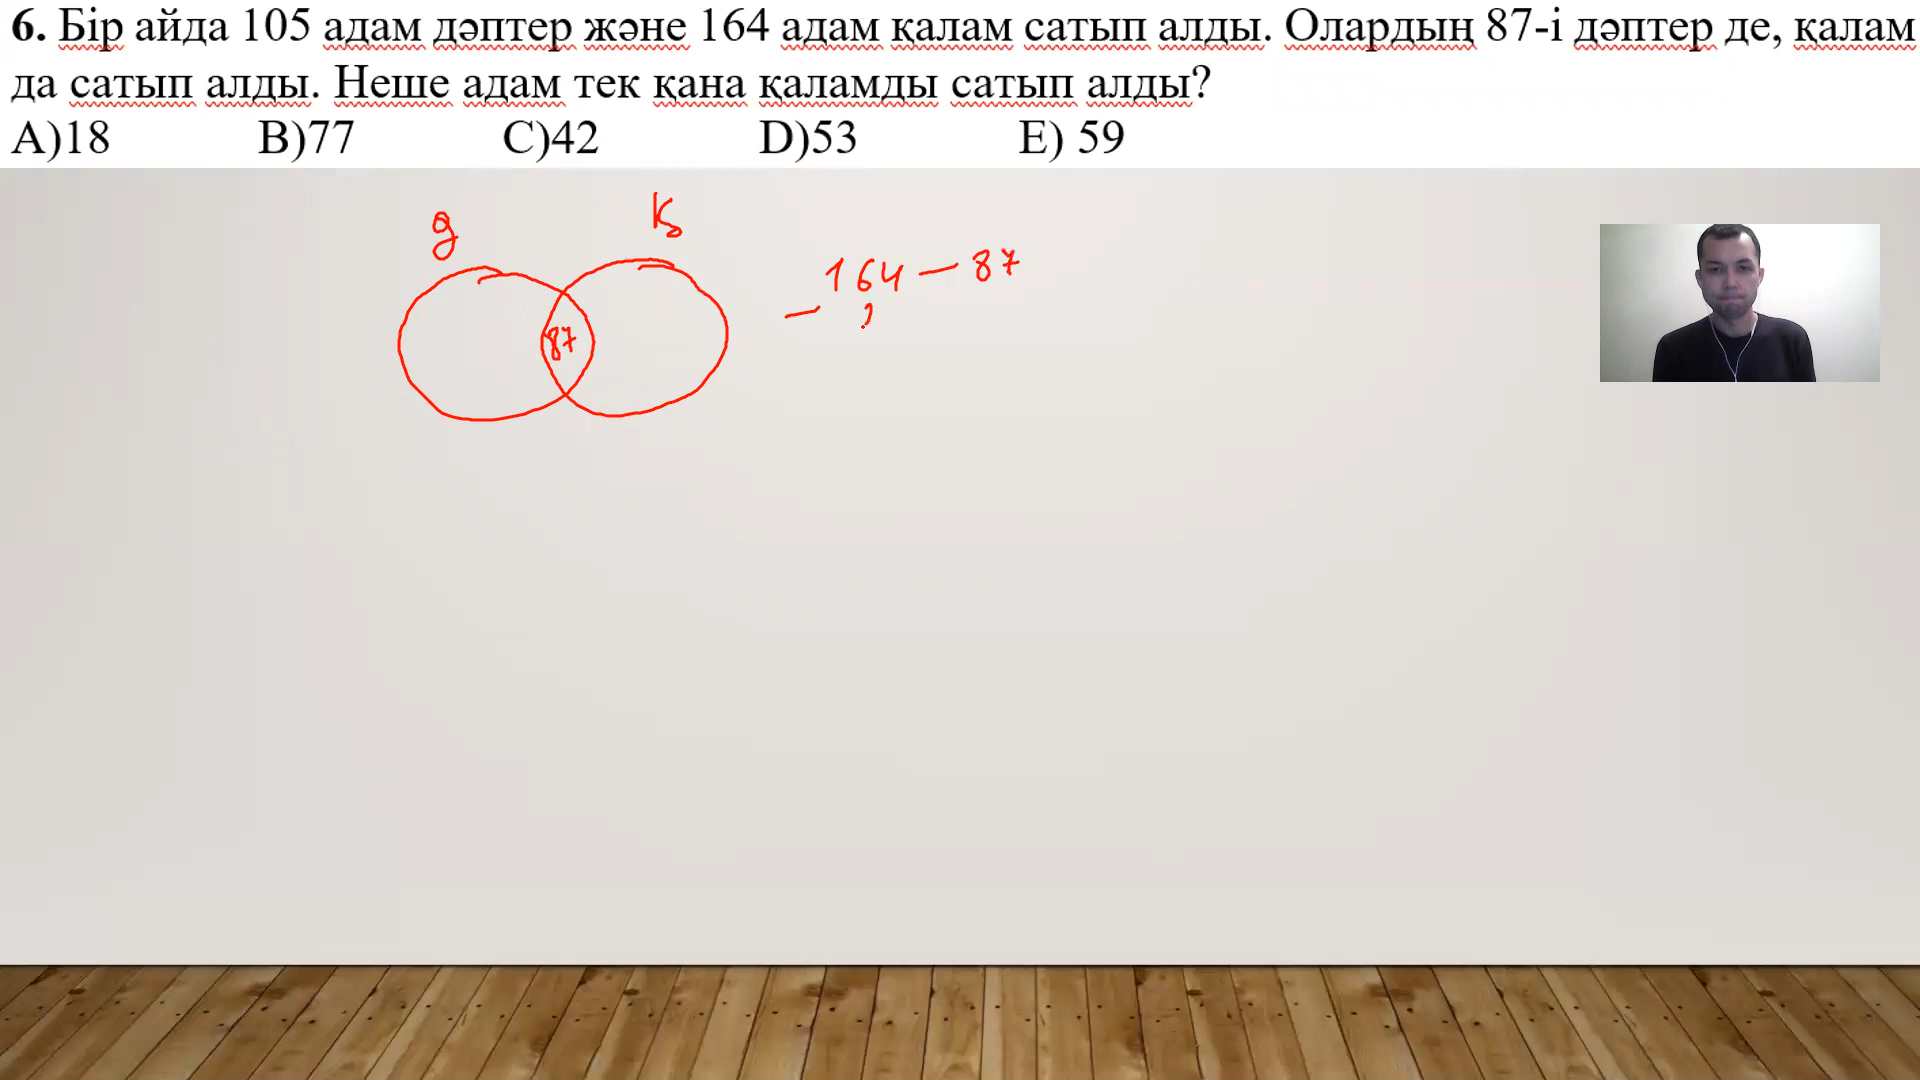 6. Бір айда 105 адам дәптер және 164 адам қалам сатып алды. Олардың 87-і дәптер де, қалам
да сатып алды. Неше адам тек қана қаламды сатып алды?
A)18 B)77 C)42 D)53 E) 59
д Қ
164 – 87
87